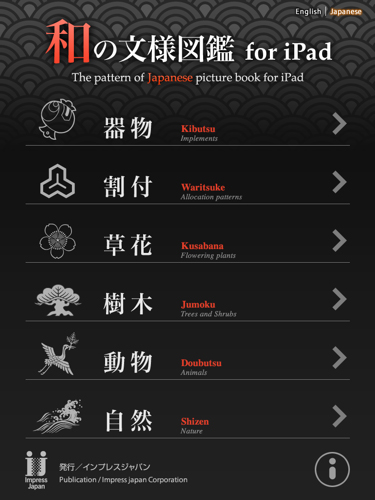 English | Japanese
和の文様図鑑 for iPad
The pattern of Japanese picture book for iPad
器物
Kibutsu
Implements
割付
Waritsuke
Allocation patterns
草花
Kusabana
Flowering plants
樹木
Jumoku
Trees and Shrubs
動物
Doubutsu
Animals
自然
Shizen
Nature
Impress
Japan
発行／インプレスジャパン
Publication / Impress japan Corporation
i